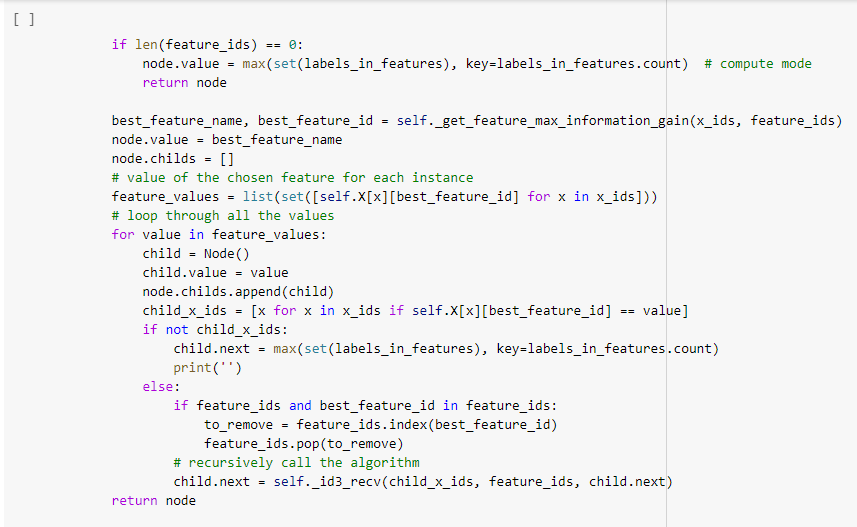 [ ]
if len(feature_ids) == 0:
node.value = max(set(labels_in_features), key=labels_in_features.count)  # compute mode
return node
best_feature_name, best_feature_id = self._get_feature_max_information_gain(x_ids, feature_ids)
node.value = best_feature_name
node.childs = []
# value of the chosen feature for each instance
feature_values = list(set([self.X[x][best_feature_id] for x in x_ids]))
# loop through all the values
for value in feature_values:
child = Node()
child.value = value
node.childs.append(child)
child_x_ids = [x for x in x_ids if self.X[x][best_feature_id] == value]
if not child_x_ids:
child.next = max(set(labels_in_features), key=labels_in_features.count)
print('')
else:
if feature_ids and best_feature_id in feature_ids:
to_remove = feature_ids.index(best_feature_id)
feature_ids.pop(to_remove)
# recursively call the algorithm
child.next = self._id3_recv(child_x_ids, feature_ids, child.next)
return node